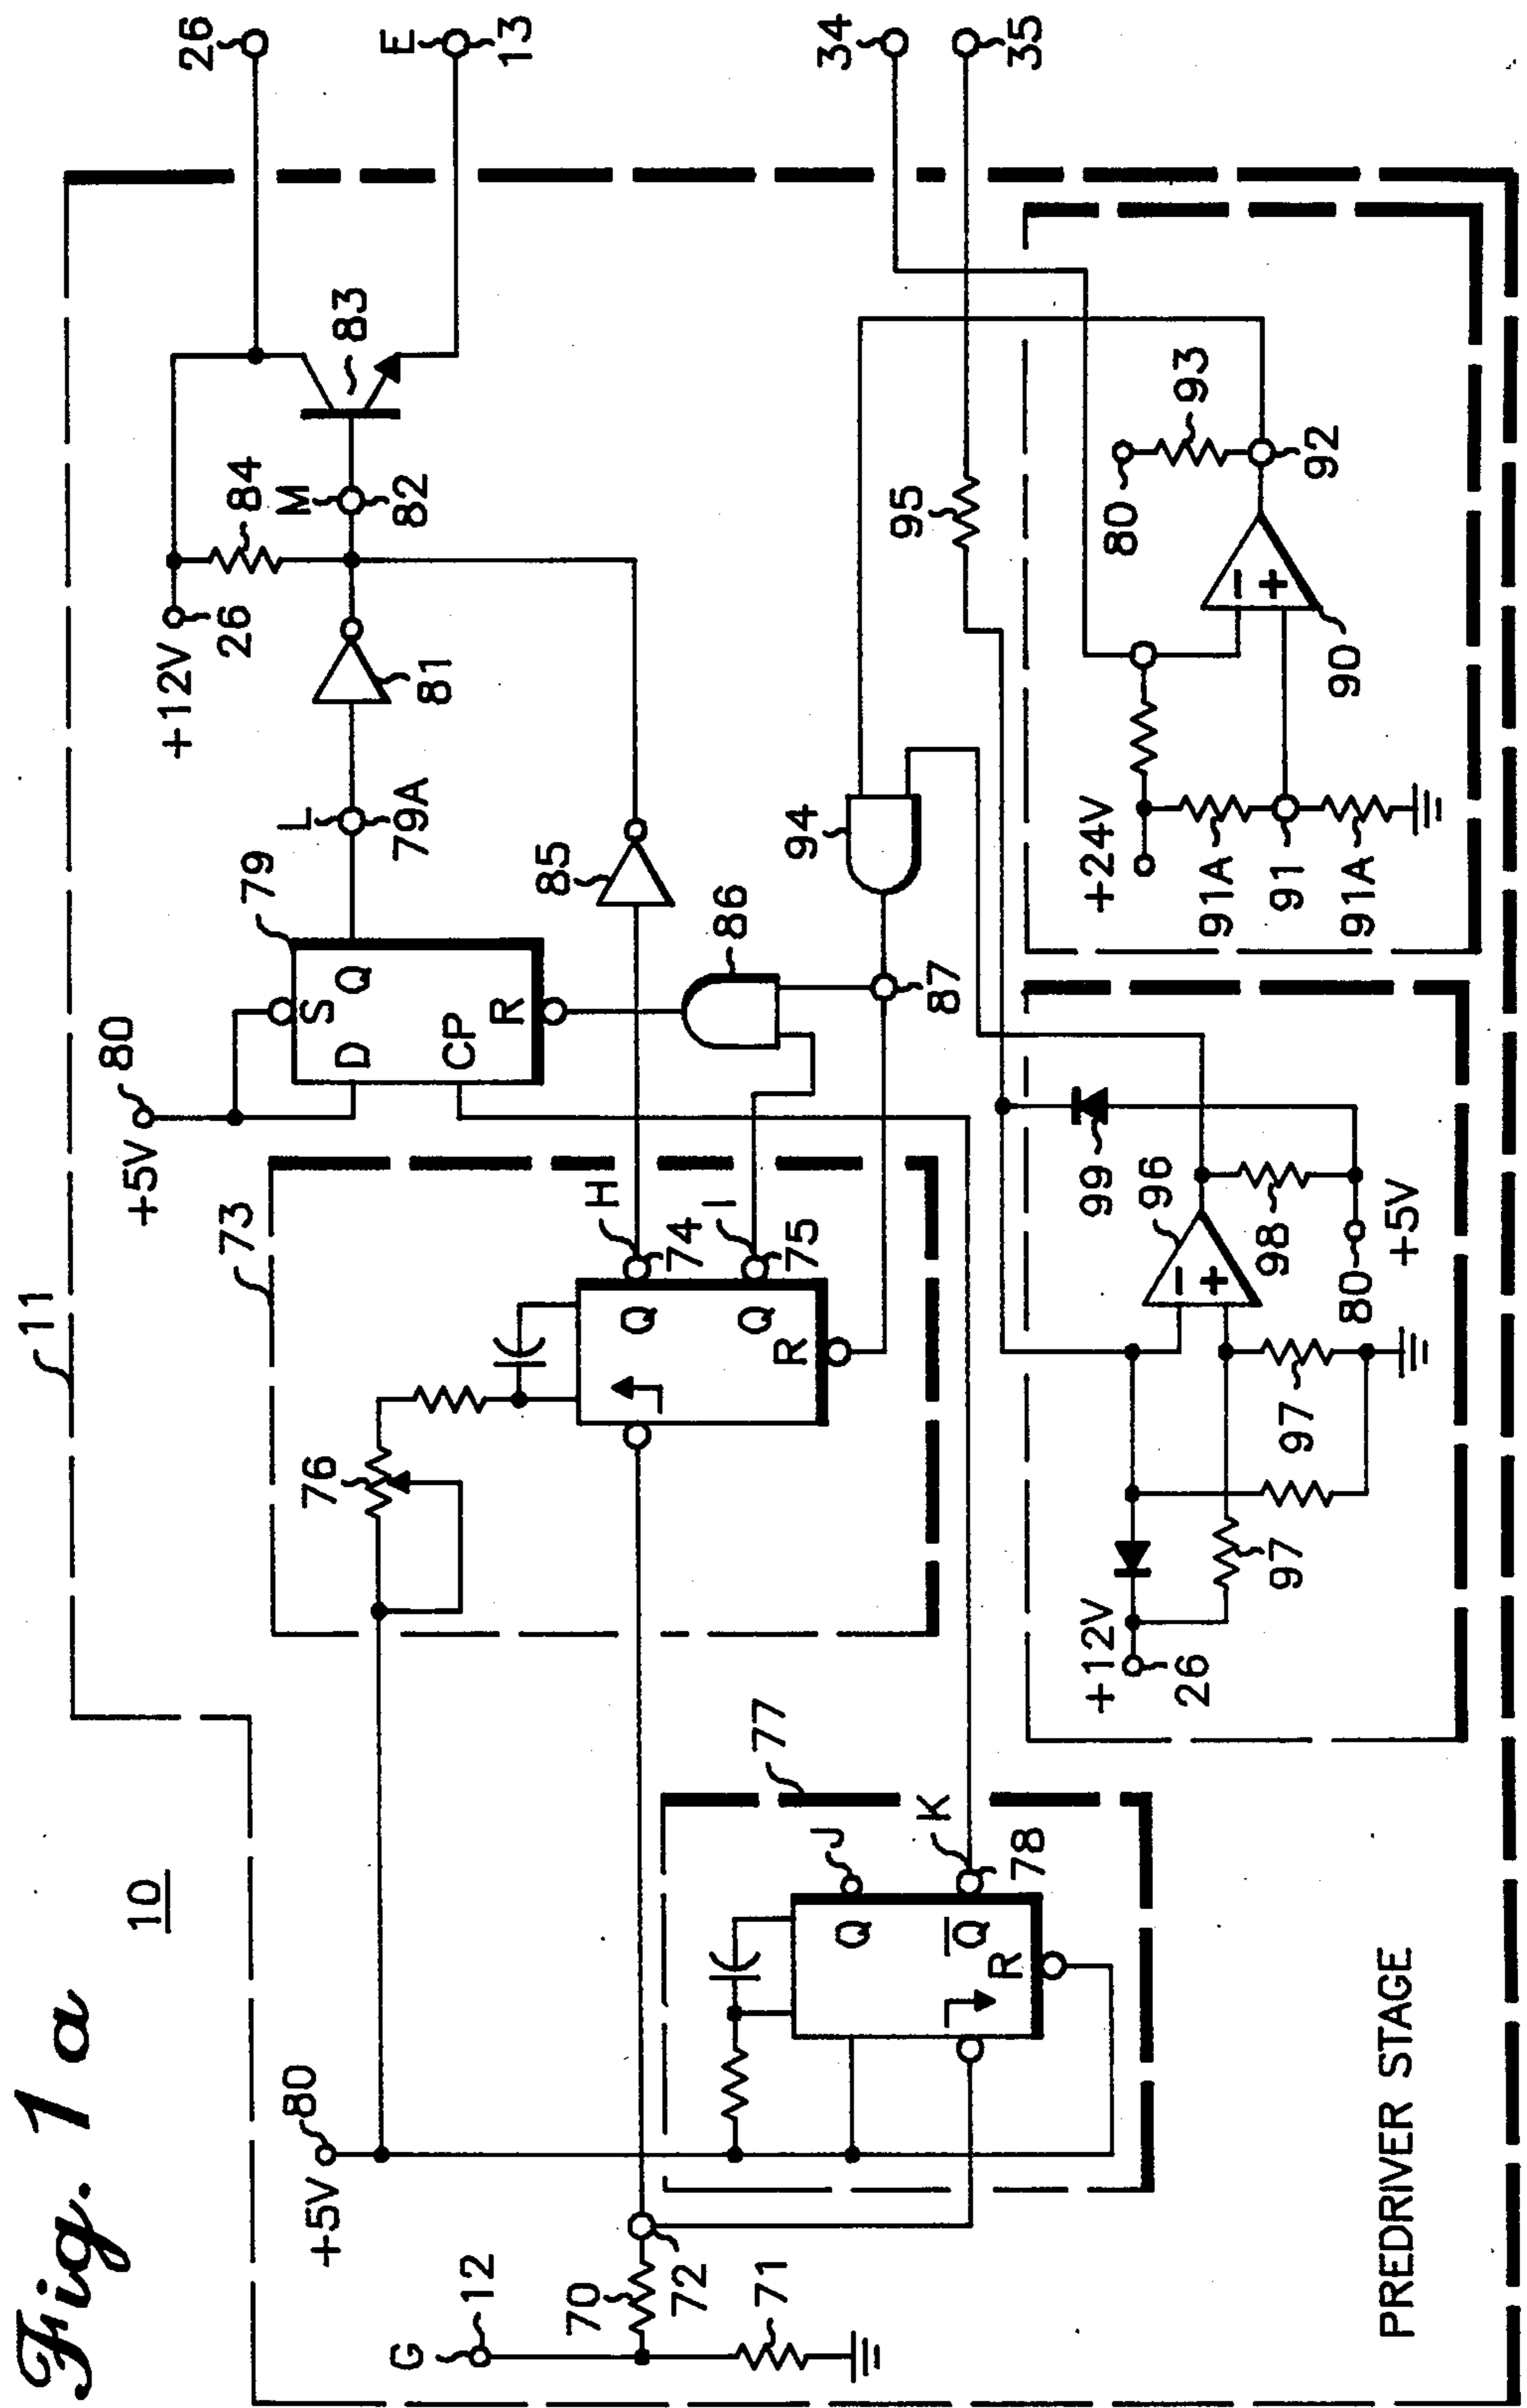 Fig. 1a
10
11
+5V
80
G
12
70
71
72
73
76
Q
Q
R
H
74
I
75
77
Q
Q̅
R
J
K
78
+5V
80
79
S
D
Q
CP
R
L
79A
81
+12V
26
84
M
82
83
26
E
13
85
86
87
94
95
34
35
+12V
26
97
97
96
−
+
99
98
80
+5V
+24V
91A
91
91A
90
−
+
80
93
92
PREDRIVER STAGE